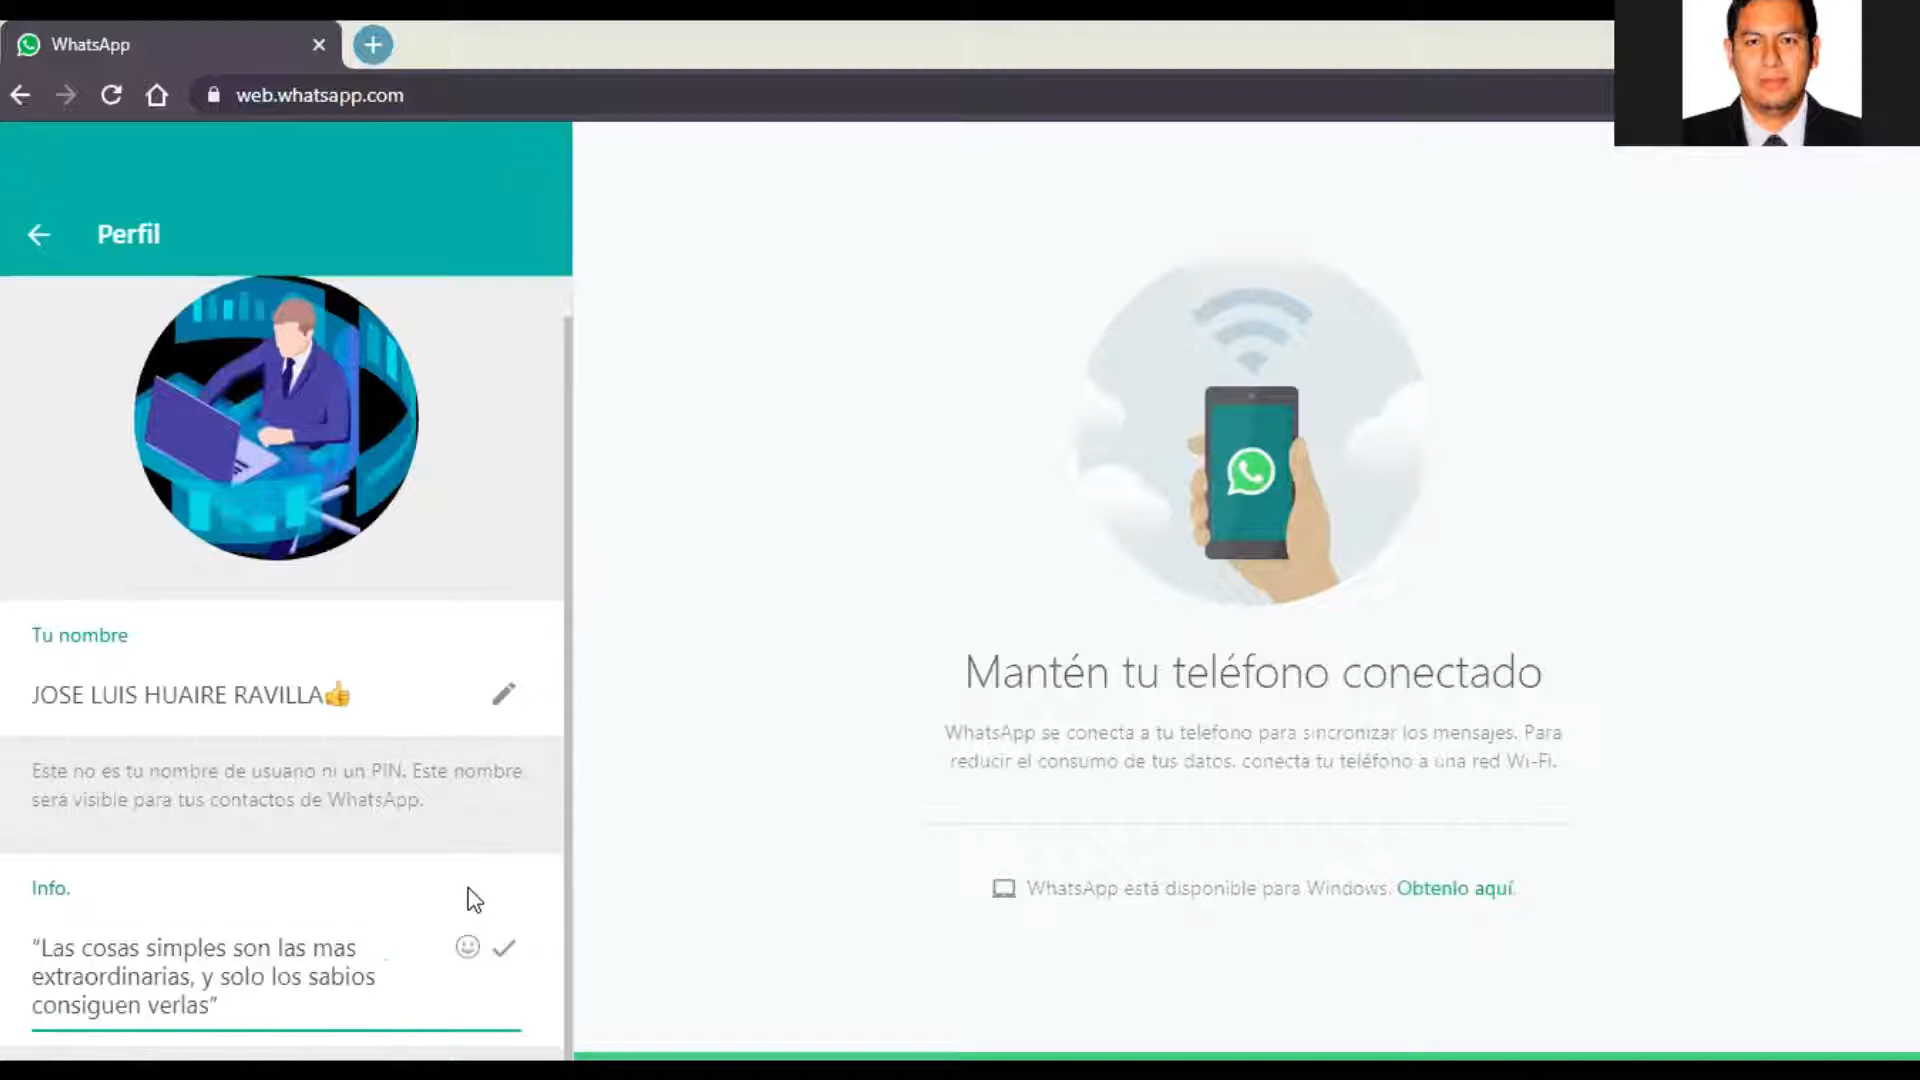 WhatsApp
web.whatsapp.com
Perfil
Tu nombre
JOSE LUIS HUAIRE RAVILLA👍
Este no es tu nombre de usuario ni un PIN. Este nombre
será visible para tus contactos de WhatsApp.
Info.
“Las cosas simples son las mas
extraordinarias, y solo los sabios
consiguen verlas”
Mantén tu teléfono conectado
WhatsApp se conecta a tu teléfono para sincronizar los mensajes. Para
reducir el consumo de tus datos, conecta tu teléfono a una red Wi-Fi.
WhatsApp está disponible para Windows. Obtenlo aquí.